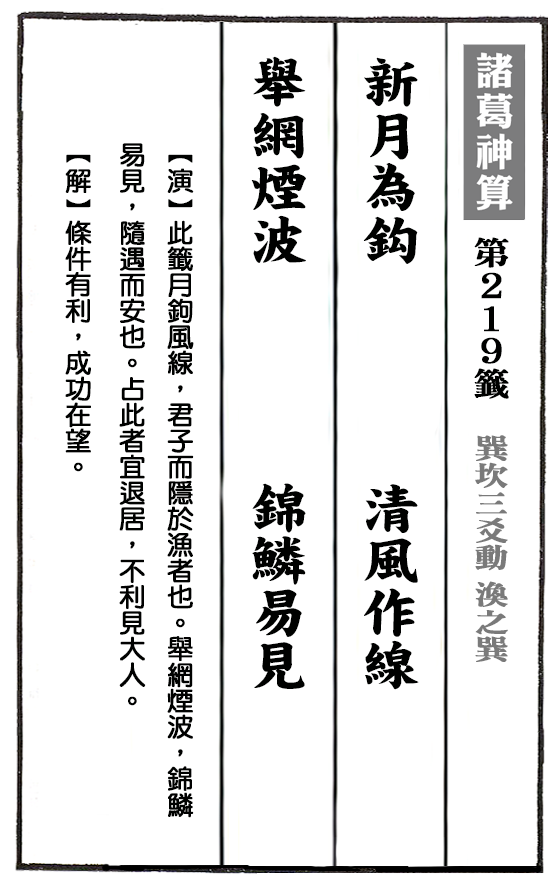 諸葛神算 第219籤 巽坎三爻動 渙之巽
新月為鈎 清風作線
舉網煙波 錦鱗易見
【演】此籤月鉤風線，君子而隱於漁者也。舉網煙波，錦鱗
易見，隨遇而安也。占此者宜退居，不利見大人。
【解】條件有利，成功在望。